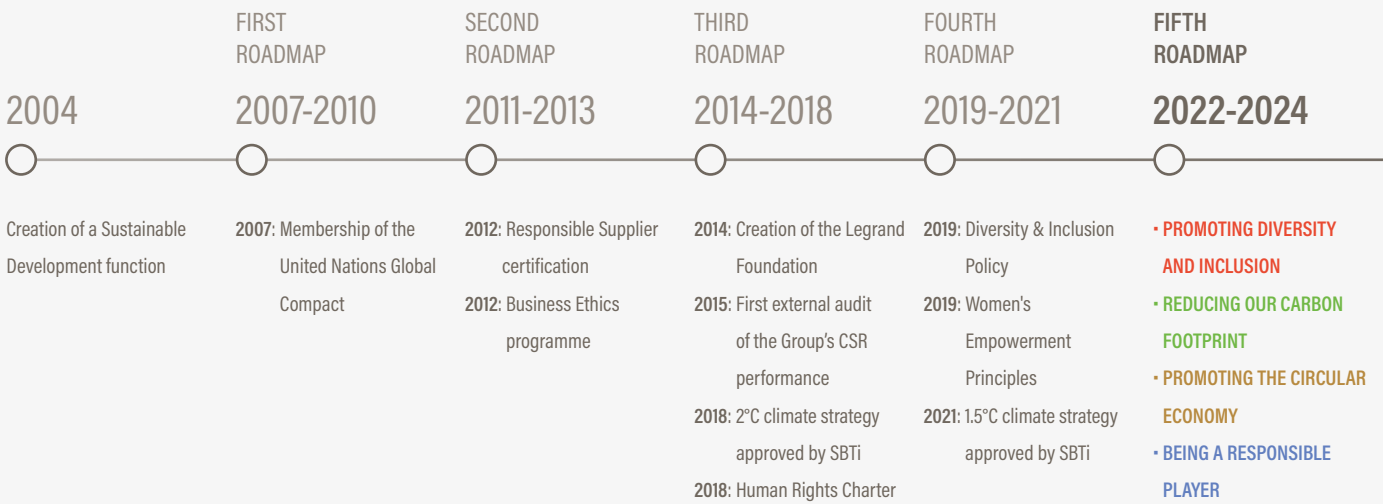 FIRST
ROADMAP
SECOND
ROADMAP
THIRD
ROADMAP
FOURTH
ROADMAP
FIFTH
ROADMAP
2004
2007-2010
2011-2013
2014-2018
2019-2021
2022-2024
Creation of a Sustainable
Development function
2007: Membership of the
United Nations Global
Compact
2012: Responsible Supplier
certification
2012: Business Ethics
programme
2014: Creation of the Legrand
Foundation
2015: First external audit
of the Group's CSR
performance
2018: 2°C climate strategy
approved by SBTi
2018: Human Rights Charter
2019: Diversity & Inclusion
Policy
2019: Women's
Empowerment
Principles
2021: 1.5°C climate strategy
approved by SBTi
• PROMOTING DIVERSITY
AND INCLUSION
• REDUCING OUR CARBON
FOOTPRINT
• PROMOTING THE CIRCULAR
ECONOMY
• BEING A RESPONSIBLE
PLAYER